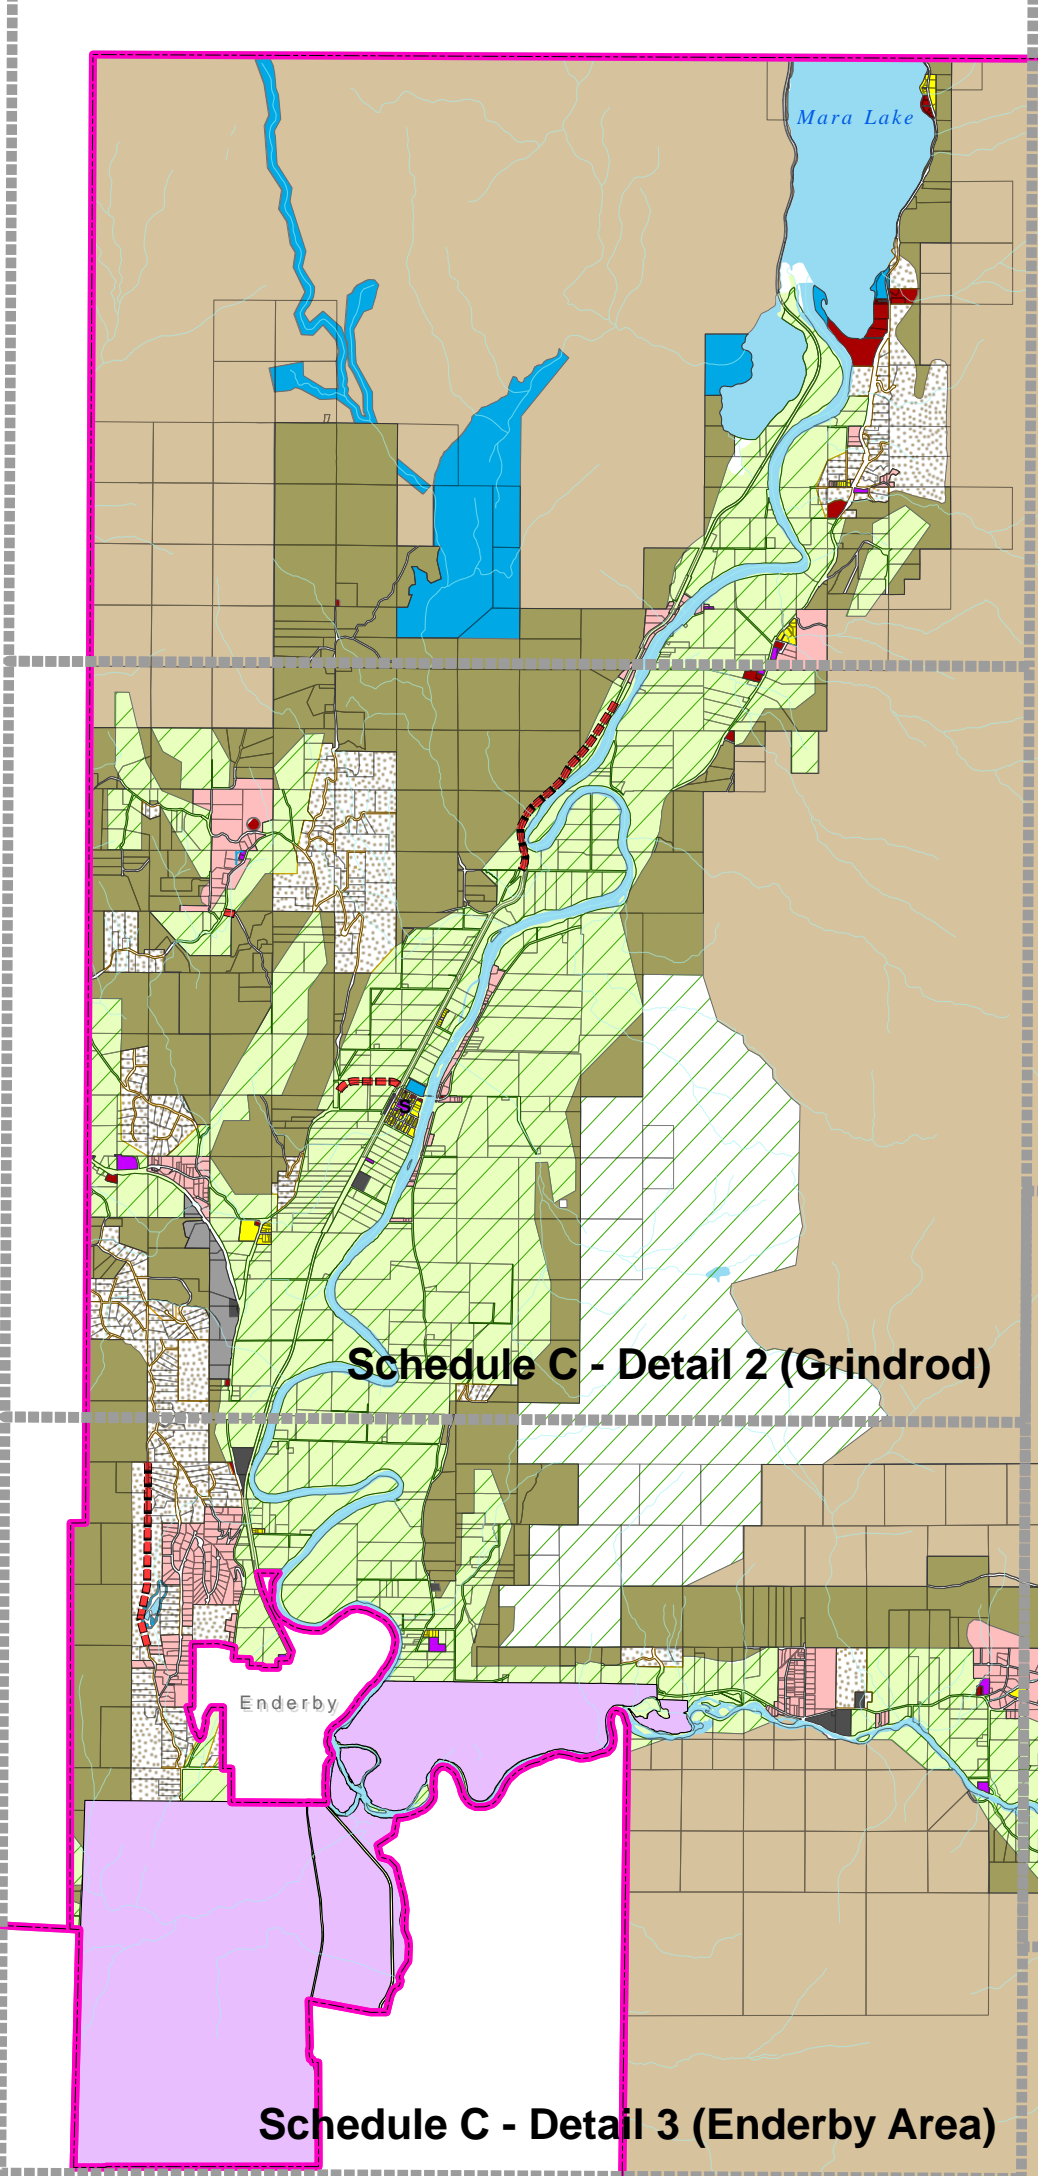 Mara Lake
S
Schedule C - Detail 2 (Grindrod)
Enderby
Schedule C - Detail 3 (Enderby Area)